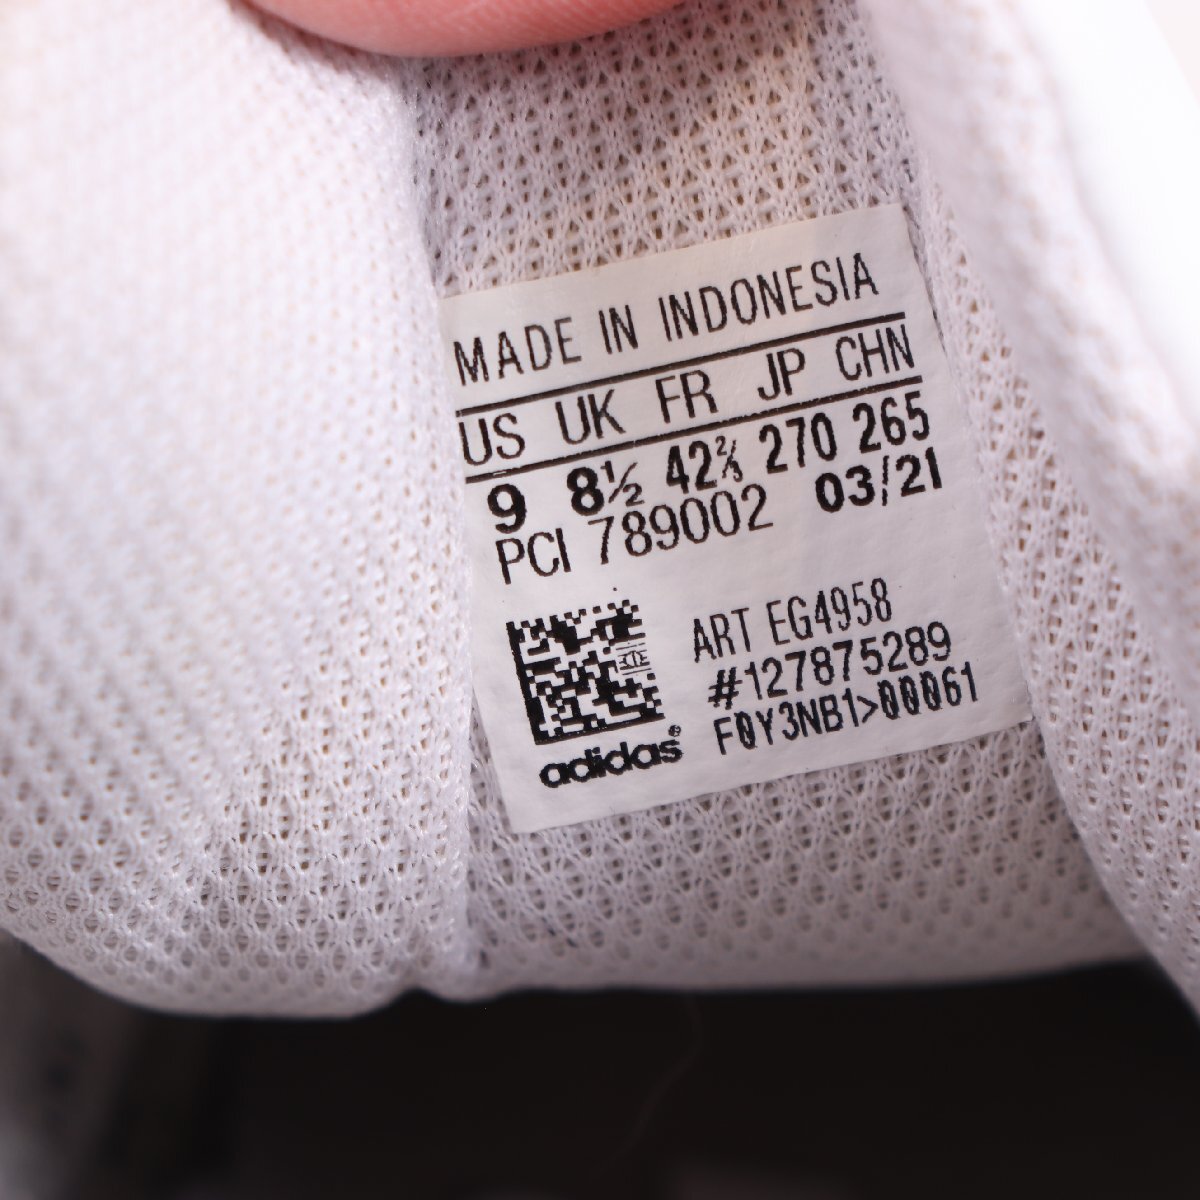 MADE IN INDONESIA
US UK FR JP CHN
9 8½ 42⅔ 270 265
PCI 789002 03/21
ART EG4958
#127875289
F0Y3NB1>00061
adidas®